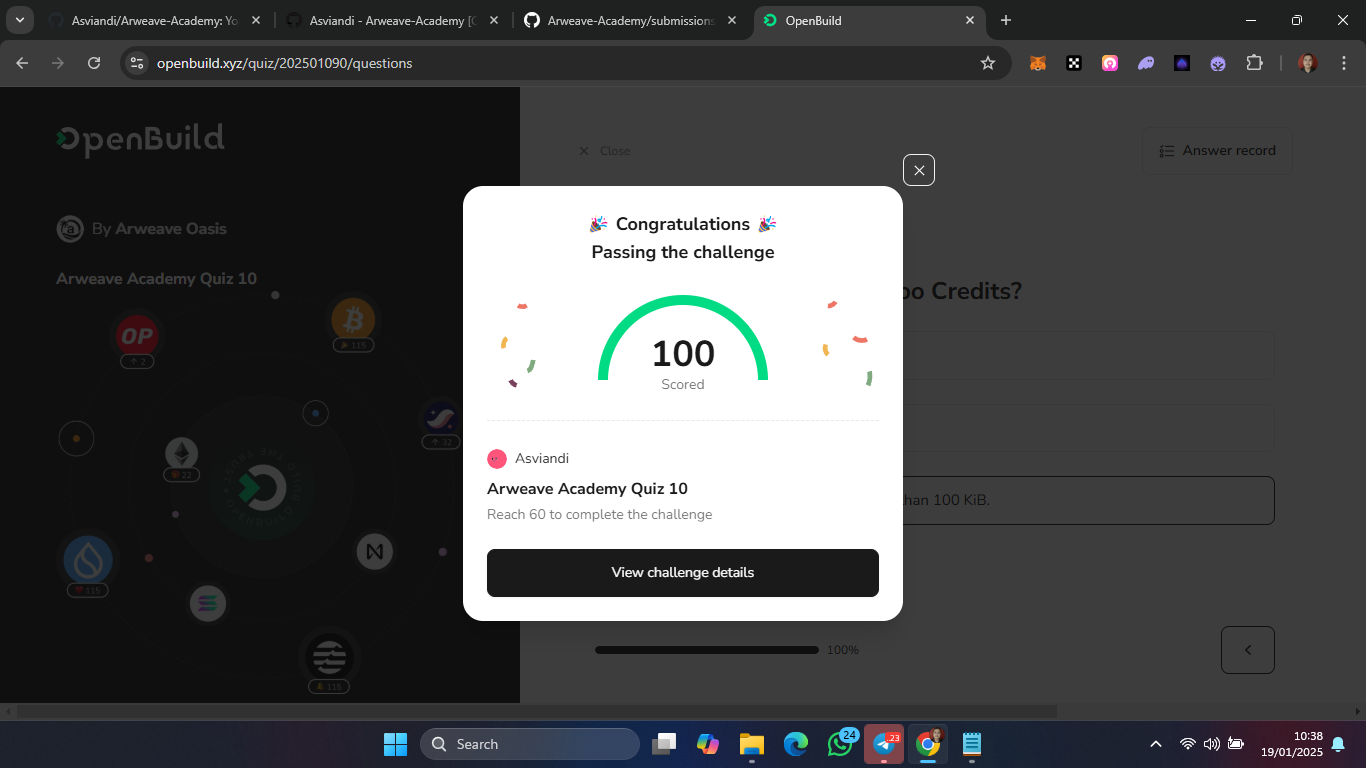 Asviandi/Arweave-Academy: Yo
Asviandi - Arweave-Academy [C
Arweave-Academy/submissions
OpenBuild
openbuild.xyz/quiz/202501090/questions
OpenBuild
Close
Answer record
By Arweave Oasis
Arweave Academy Quiz 10
🎉 Congratulations 🎉
Passing the challenge
oo Credits?
100
Scored
han 100 KiB.
OP
2
115
32
22
115
115
Asviandi
Arweave Academy Quiz 10
Reach 60 to complete the challenge
View challenge details
100%
Search
24
23
10:38
19/01/2025